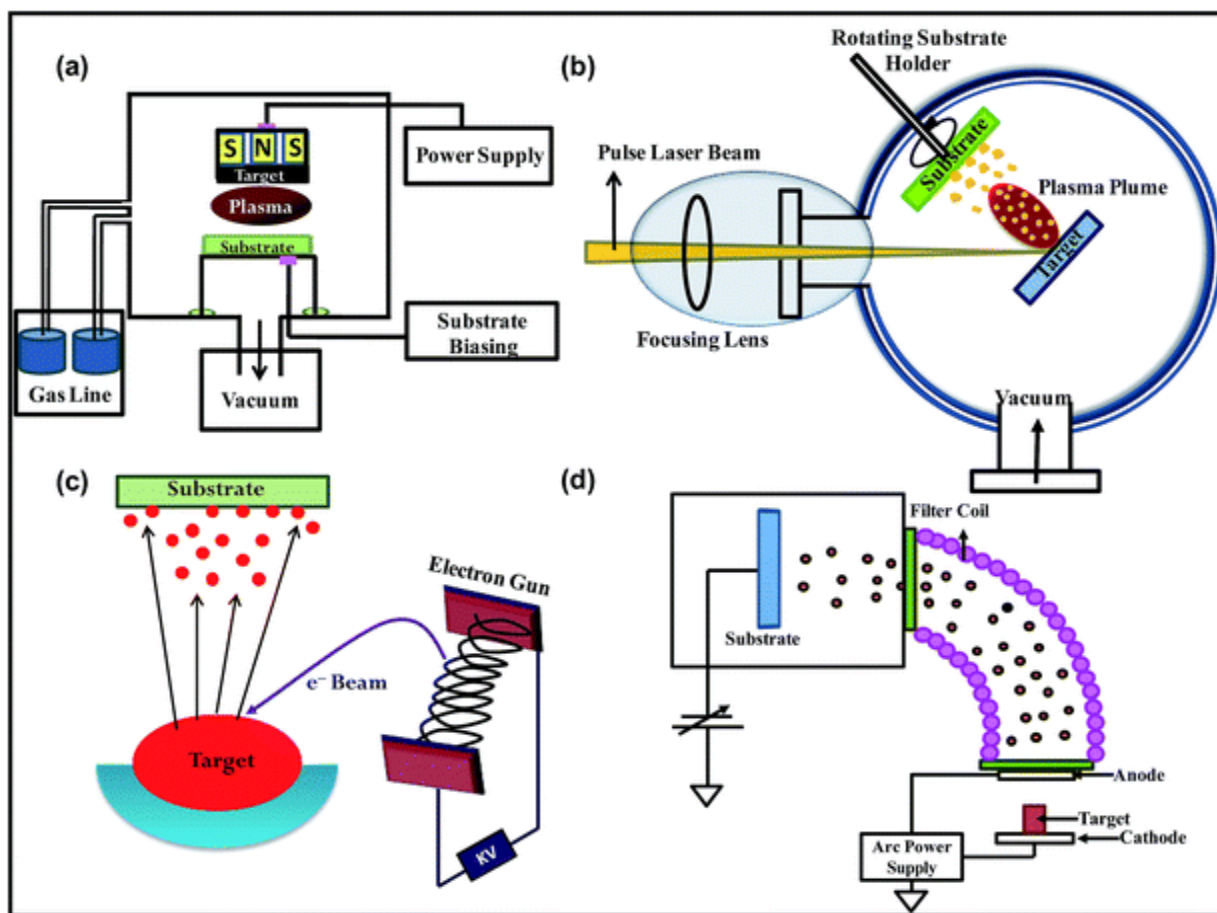 (a)
S N S
Target
Plasma
Substrate
Power Supply
Substrate
Biasing
Gas Line
Vacuum
(b)
Rotating Substrate
Holder
Pulse Laser Beam
Substrate
Plasma Plume
Target
Focusing Lens
Vacuum
(c)
Substrate
Electron Gun
e− Beam
Target
KV
(d)
Filter Coil
Substrate
Anode
Target
Cathode
Arc Power
Supply